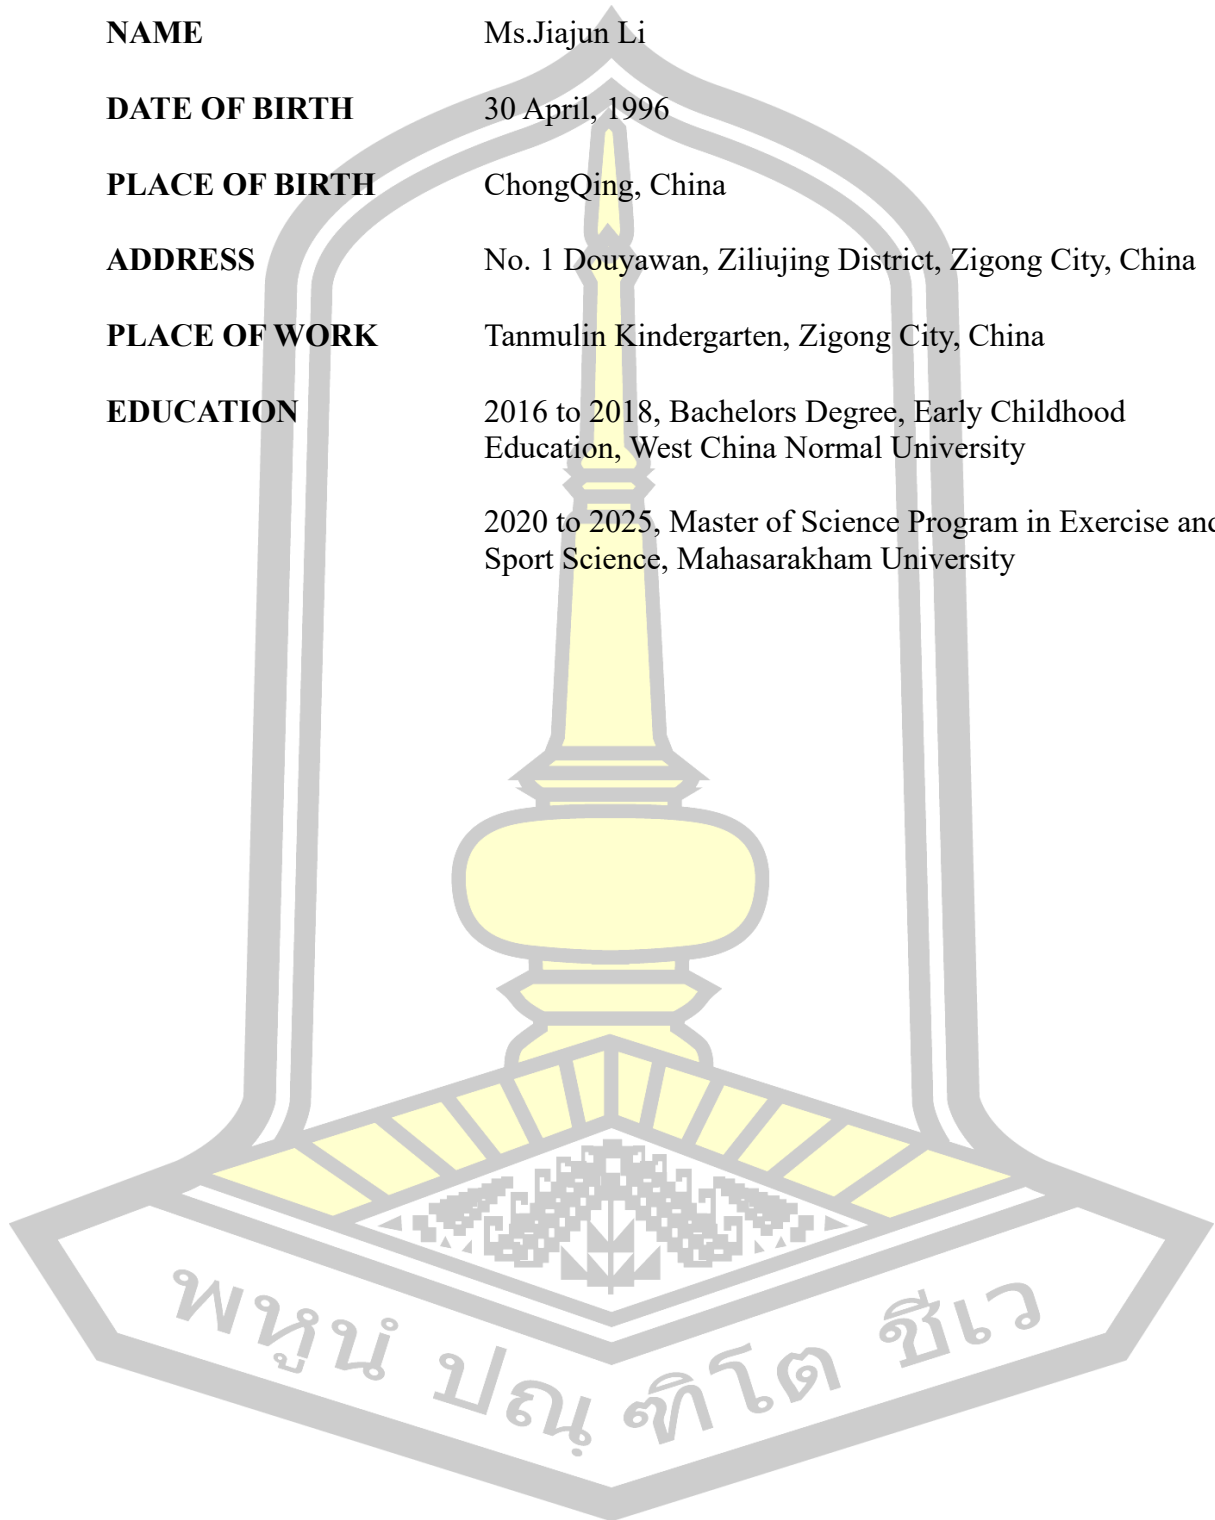 NAME Ms.Jiajun Li
DATE OF BIRTH 30 April, 1996
PLACE OF BIRTH ChongQing, China
ADDRESS No. 1 Douyawan, Ziliujing District, Zigong City, China
PLACE OF WORK Tanmulin Kindergarten, Zigong City, China
EDUCATION 2016 to 2018, Bachelors Degree, Early Childhood
Education, West China Normal University
2020 to 2025, Master of Science Program in Exercise and
Sport Science, Mahasarakham University
พหูนํ ปณฺฑิโต ชีเว